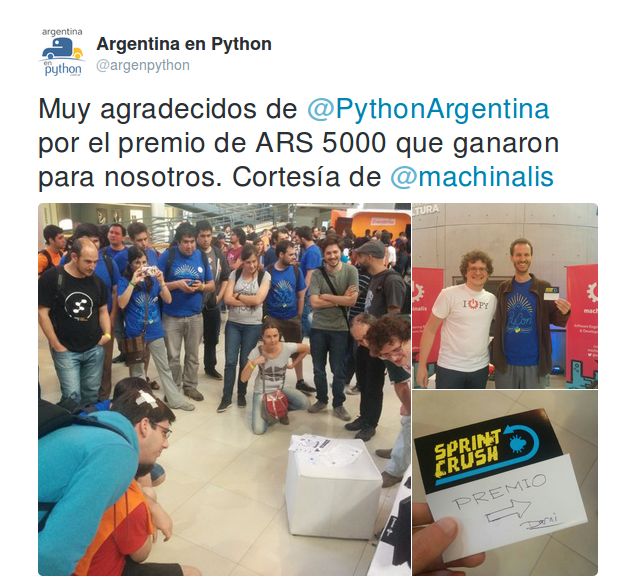 argentina
en
python
Argentina en Python
@argenpython
Muy agradecidos de @PythonArgentina
por el premio de ARS 5000 que ganaron
para nosotros. Cortesía de @machinalis
I PY
SPRINT
CRUSH
PREMIO